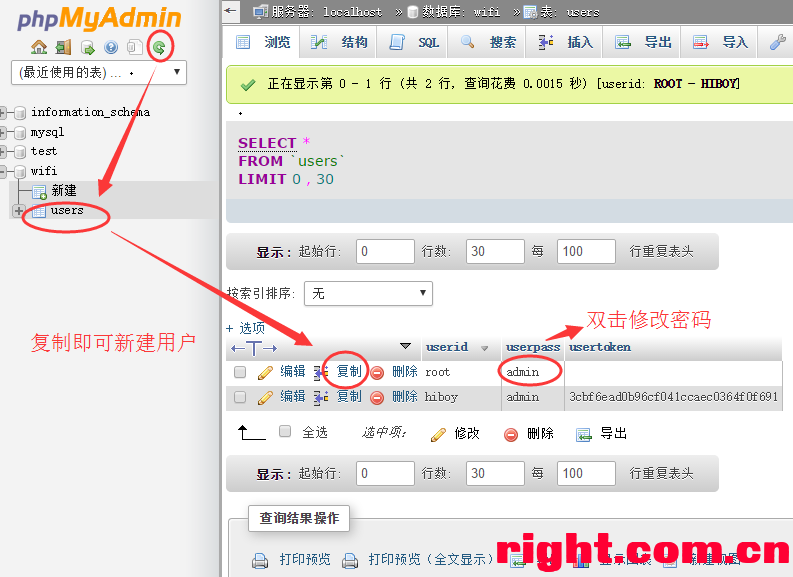 phpMyAdmin
(最近使用的表) ...
information_schema
mysql
test
wifi
新建
users
复制即可新建用户
服务器: localhost » 数据库: wifi » 表: users
浏览 结构 SQL 搜索 插入 导出 导入
正在显示第 0 - 1 行 (共 2 行, 查询花费 0.0015 秒) [userid: ROOT - HIBOY]
SELECT *
FROM `users`
LIMIT 0 , 30
显示: 起始行: 0 行数: 30 每 100 行重复表头
按索引排序: 无
双击修改密码
+ 选项
←T→ userid userpass usertoken
编辑 复制 删除 root admin
编辑 复制 删除 hiboy admin 3cbf6ead0b96cf041ccaec0364f0f691
全选 选中项: 修改 删除 导出
显示: 起始行: 0 行数: 30 每 100 行重复表头
查询结果操作
打印预览 打印预览 (全文显示)
right.com.cn